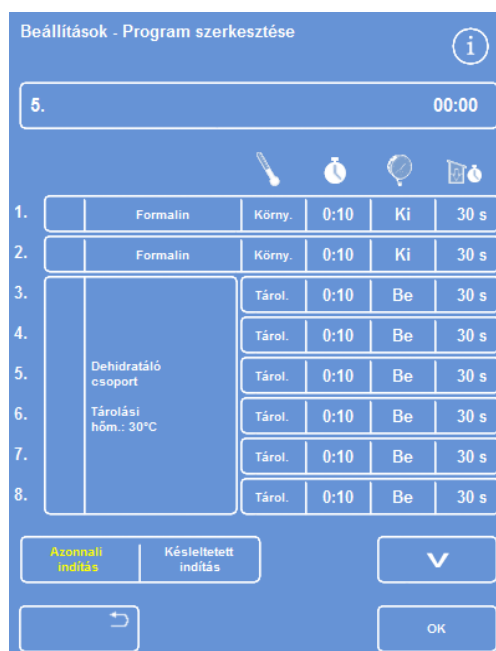 Beállítások - Program szerkesztése
i
5. 00:00
1. Formalin Körny. 0:10 Ki 30 s
2. Formalin Körny. 0:10 Ki 30 s
3. Tárol. 0:10 Be 30 s
4. Tárol. 0:10 Be 30 s
Dehidratáló
csoport
5. Tárol. 0:10 Be 30 s
Tárolási
hőm.: 30°C
6. Tárol. 0:10 Be 30 s
7. Tárol. 0:10 Be 30 s
8. Tárol. 0:10 Be 30 s
Azonnali
indítás
Késleltetett
indítás
OK